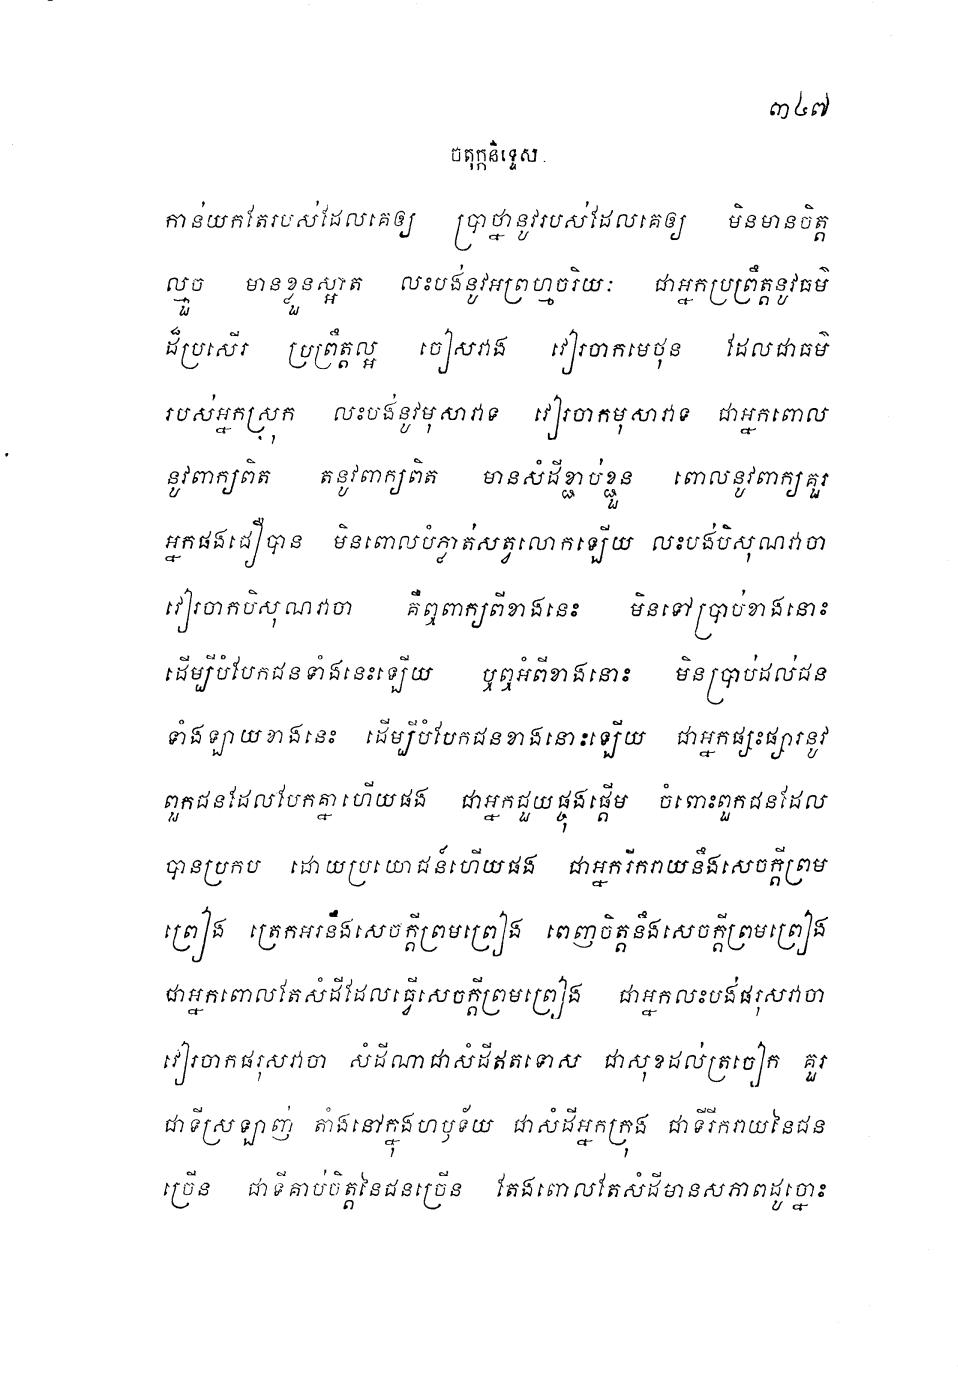 ៣៤៧
ចតុក្កនិទ្ទេស.
កាន់យកតែរបស់ដែលគេឲ្យ ប្រាថ្នានូវរបស់ដែលគេឲ្យ មិនមានចិត្ត
ល្មួច មានខ្លួនស្អាត លះបង់នូវអព្រហ្មចរិយៈ ជាអ្នកប្រព្រឹត្តនូវធម៌
ដ៏ប្រសើរ ប្រព្រឹត្តល្អ ចៀសវាង វៀរចាកមេថុន ដែលជាធម៌
របស់អ្នកស្រុក លះបង់នូវមុសាវាទ វៀរចាកមុសាវាទ ជាអ្នកពោល
នូវពាក្យពិត តនូវពាក្យពិត មានសំដីខ្ជាប់ខ្ជួន ពោលនូវពាក្យគួរ
អ្នកផងជឿបាន មិនពោលបំភ្លាត់សត្វលោកឡើយ លះបង់បិសុណវាចា
វៀរចាកបិសុណវាចា គឺឮពាក្យពីខាងនេះ មិនទៅប្រាប់ខាងនោះ
ដើម្បីបំបែកជនទាំងនេះឡើយ ឬឮអំពីខាងនោះ មិនប្រាប់ដល់ជន
ទាំងឡាយខាងនេះ ដើម្បីបំបែកជនខាងនោះឡើយ ជាអ្នកផ្សះផ្សារនូវ
ពួកជនដែលបែកគ្នាហើយផង ជាអ្នកជួយផ្ចុងផ្តើម ចំពោះពួកជនដែល
បានប្រកប ដោយប្រយោជន៍ហើយផង ជាអ្នករីករាយនឹងសេចក្តីព្រម
ព្រៀង ត្រេកអរនឹងសេចក្តីព្រមព្រៀង ពេញចិត្តនឹងសេចក្តីព្រមព្រៀង
ជាអ្នកពោលតែសំដីដែលធ្វើសេចក្តីព្រមព្រៀង ជាអ្នកលះបង់ផរុសវាចា
វៀរចាកផរុសវាចា សំដីណាជាសំដីឥតទោស ជាសុខដល់ត្រចៀក គួរ
ជាទីស្រឡាញ់ តាំងនៅក្នុងហឫទ័យ ជាសំដីអ្នកក្រុង ជាទីរីករាយនៃជន
ច្រើន ជាទីគាប់ចិត្តនៃជនច្រើន តែងពោលតែសំដីមានសភាពដូច្នោះ